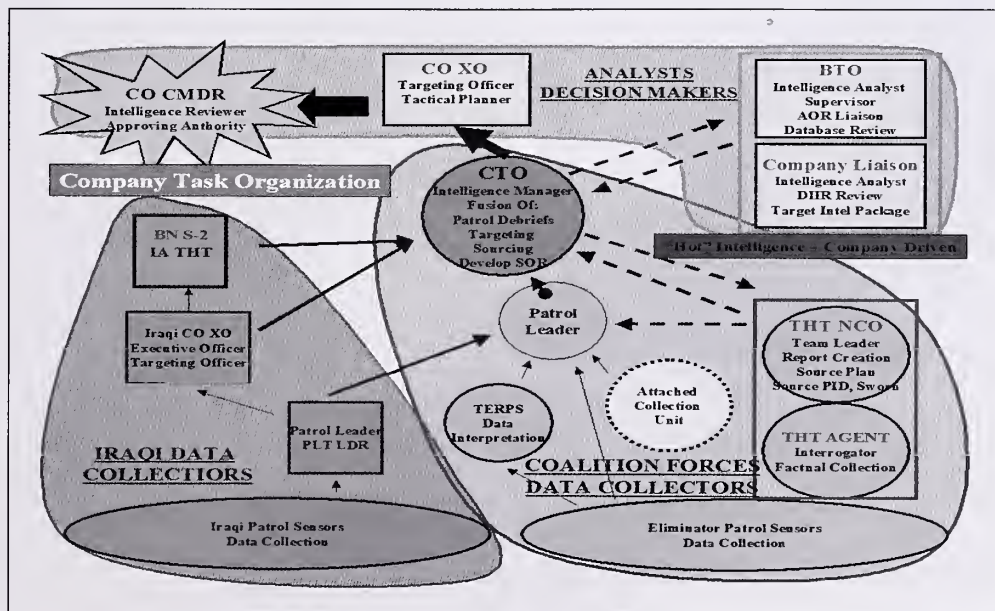 CO CMDR
Intelligence Reviewer
Approving Authority
CO XO
Targeting Officer
Tactical Planner
ANALYSTS
DECISION MAKERS
BTO
Intelligence Analyst
Supervisor
AOR Liaison
Database Review
Company Liaison
Intelligence Analyst
DIIR Review
Target Intel Package
Company Task Organization
CTO
Intelligence Manager
Fusion Of:
Patrol Debriefs
Targeting
Sourcing
Develop SOR
"Hot" Intelligence – Company Driven
BN S-2
IA THT
Iraqi CO XO
Executive Officer
Targeting Officer
Patrol
Leader
THT NCO
Team Leader
Report Creation
Source Plan
Source PID, Sworn
Patrol Leader
PLT LDR
TERPS
Data
Interpretation
Attached
Collection
Unit
THT AGENT
Interrogator
Factual Collection
IRAQI DATA
COLLECTIORS
COALITION FORCES
DATA COLLECTORS
Iraqi Patrol Sensors
Data Collection
Eliminator Patrol Sensors
Data Collection